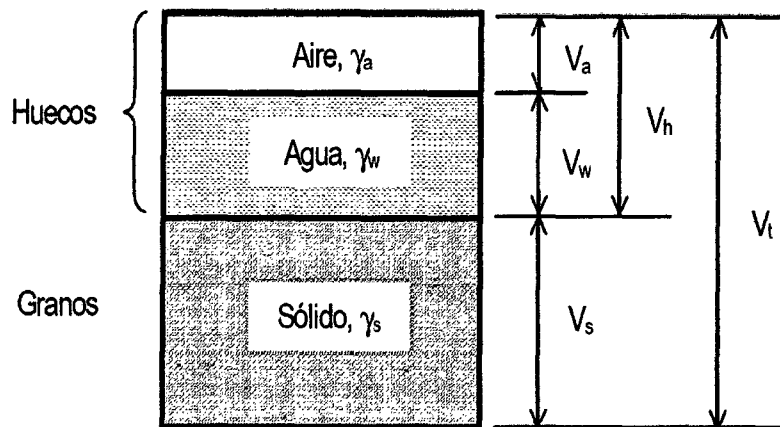 Aire, γa
Va
Huecos
Vh
Agua, γw
Vw
Vt
Granos
Sólido, γs
Vs